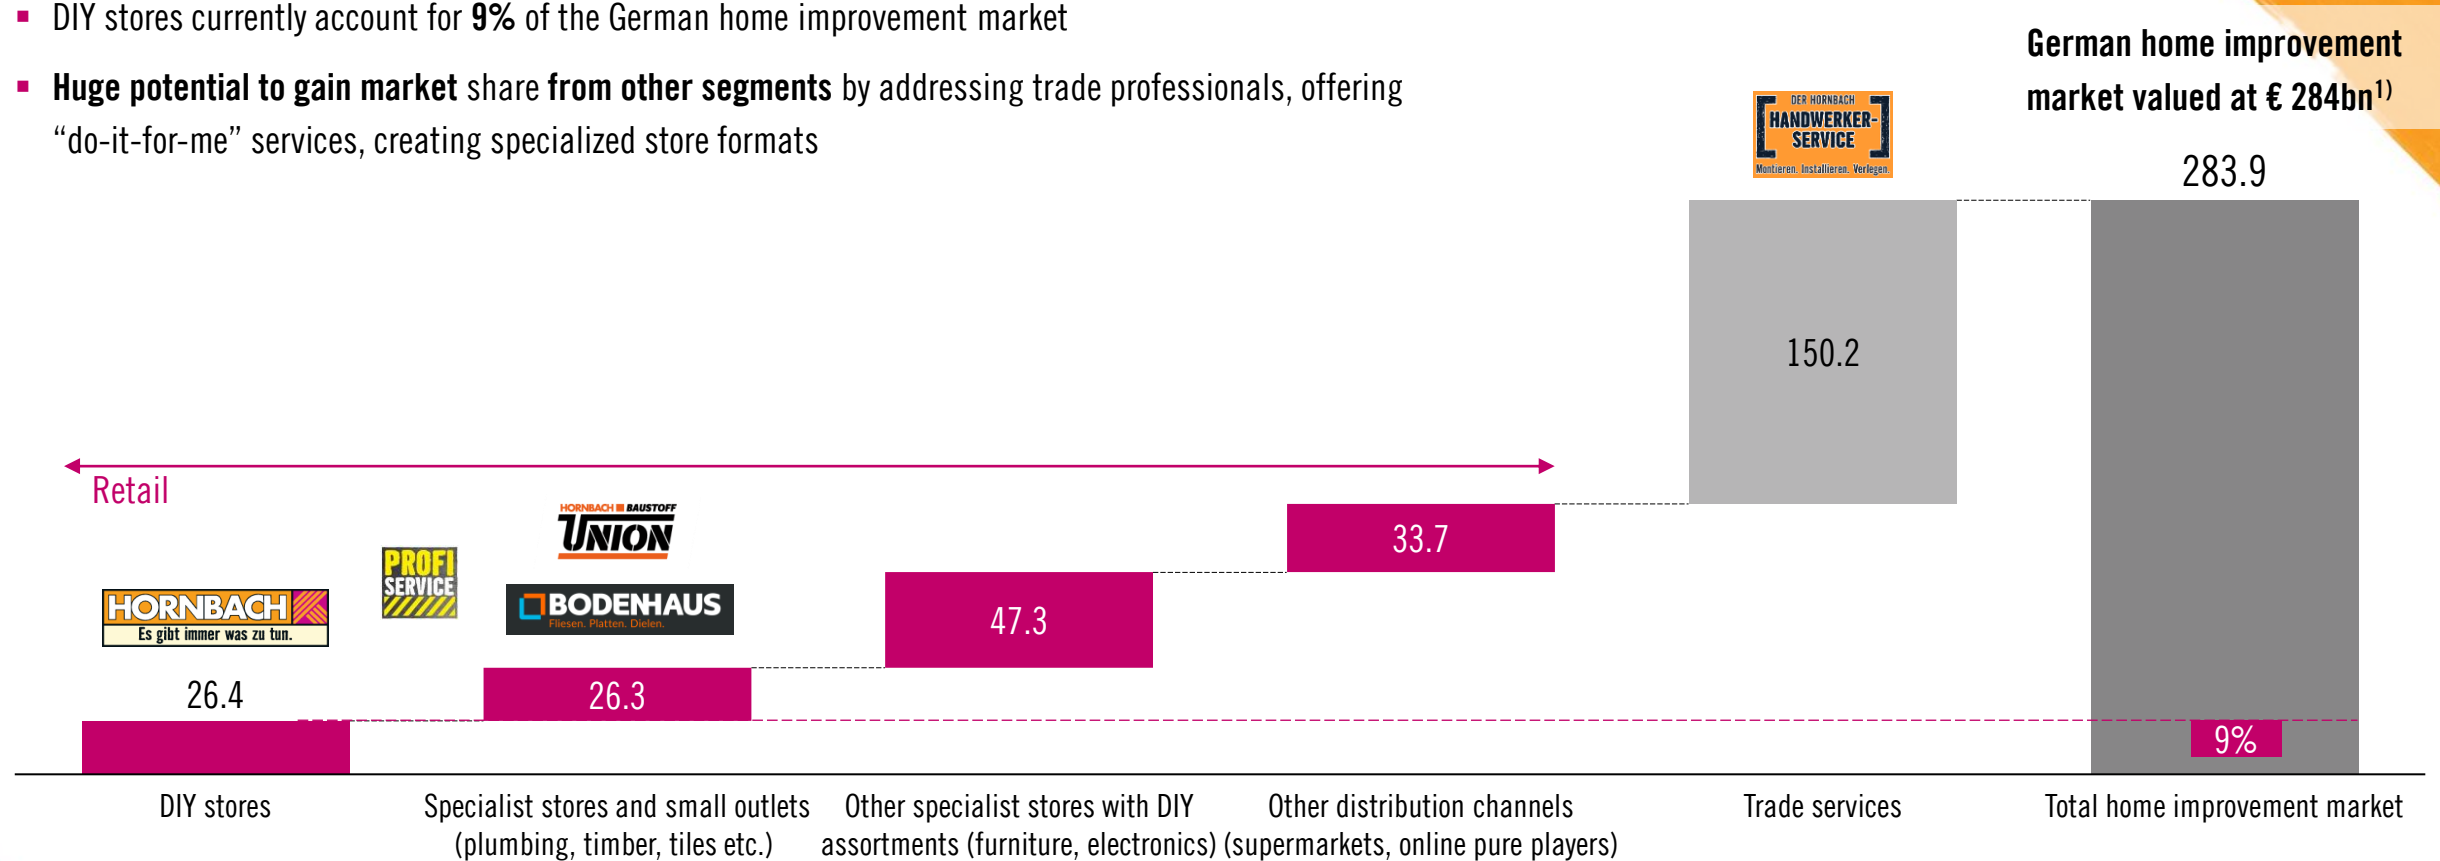 ▪ DIY stores currently account for 9% of the German home improvement market
▪ Huge potential to gain market share from other segments by addressing trade professionals, offering
“do-it-for-me” services, creating specialized store formats
German home improvement
market valued at € 284bn1)
DER HORNBACH
HANDWERKER-
SERVICE
Montieren. Installieren. Verlegen.
283.9
150.2
Retail
HORNBACH BAUSTOFF
UNION
33.7
PROFI
SERVICE
HORNBACH
Es gibt immer was zu tun.
BODENHAUS
Fliesen. Platten. Dielen.
47.3
26.4
26.3
9%
DIY stores
Specialist stores and small outlets
(plumbing, timber, tiles etc.)
Other specialist stores with DIY
assortments (furniture, electronics)
Other distribution channels
(supermarkets, online pure players)
Trade services
Total home improvement market